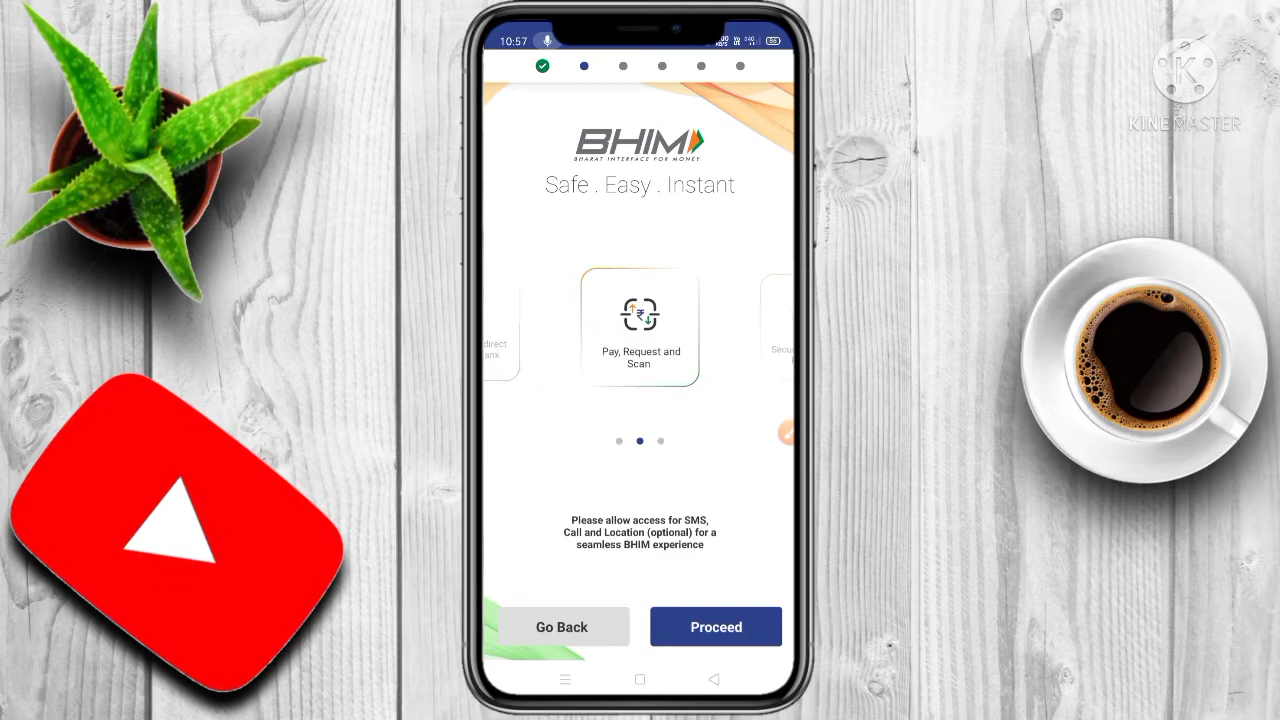 10:57
56
BHIM
BHARAT INTERFACE FOR MONEY
Safe . Easy . Instant
direct
ank
Pay, Request and
Scan
Secu
Please allow access for SMS,
Call and Location (optional) for a
seamless BHIM experience
Go Back
Proceed
K
KINEMASTER